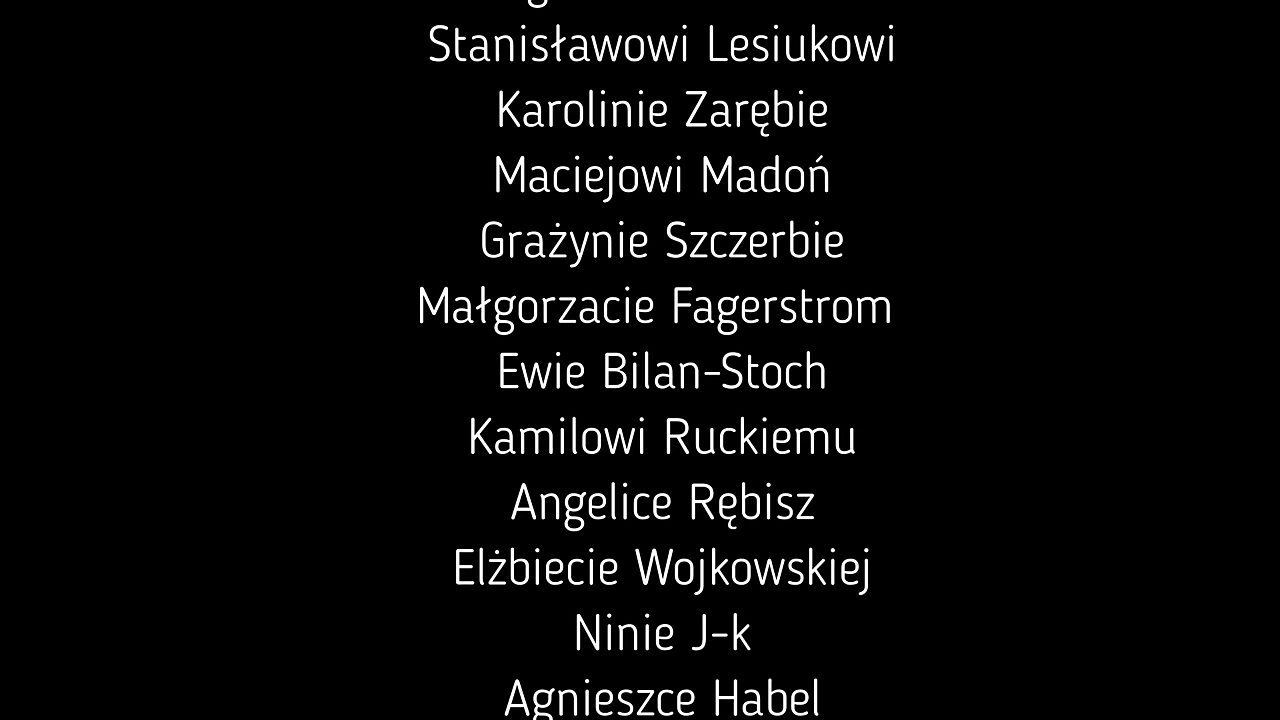 Stanisławowi Lesiukowi
Karolinie Zarębie
Maciejowi Madoń
Grażynie Szczerbie
Małgorzacie Fagerstrom
Ewie Bilan-Stoch
Kamilowi Ruckiemu
Angelice Rębisz
Elżbiecie Wojkowskiej
Ninie J-k
Agnieszce Habel